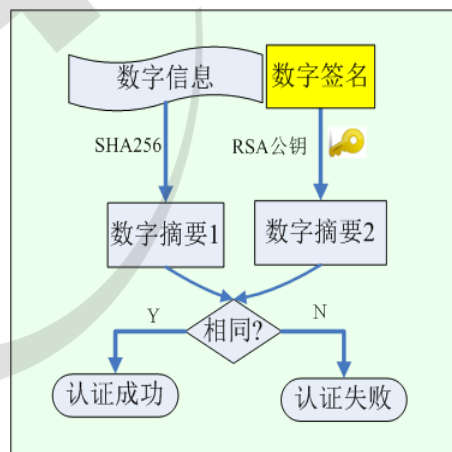 数字信息
数字签名
SHA256
RSA公钥
数字摘要1
数字摘要2
相同?
Y
N
认证成功
认证失败